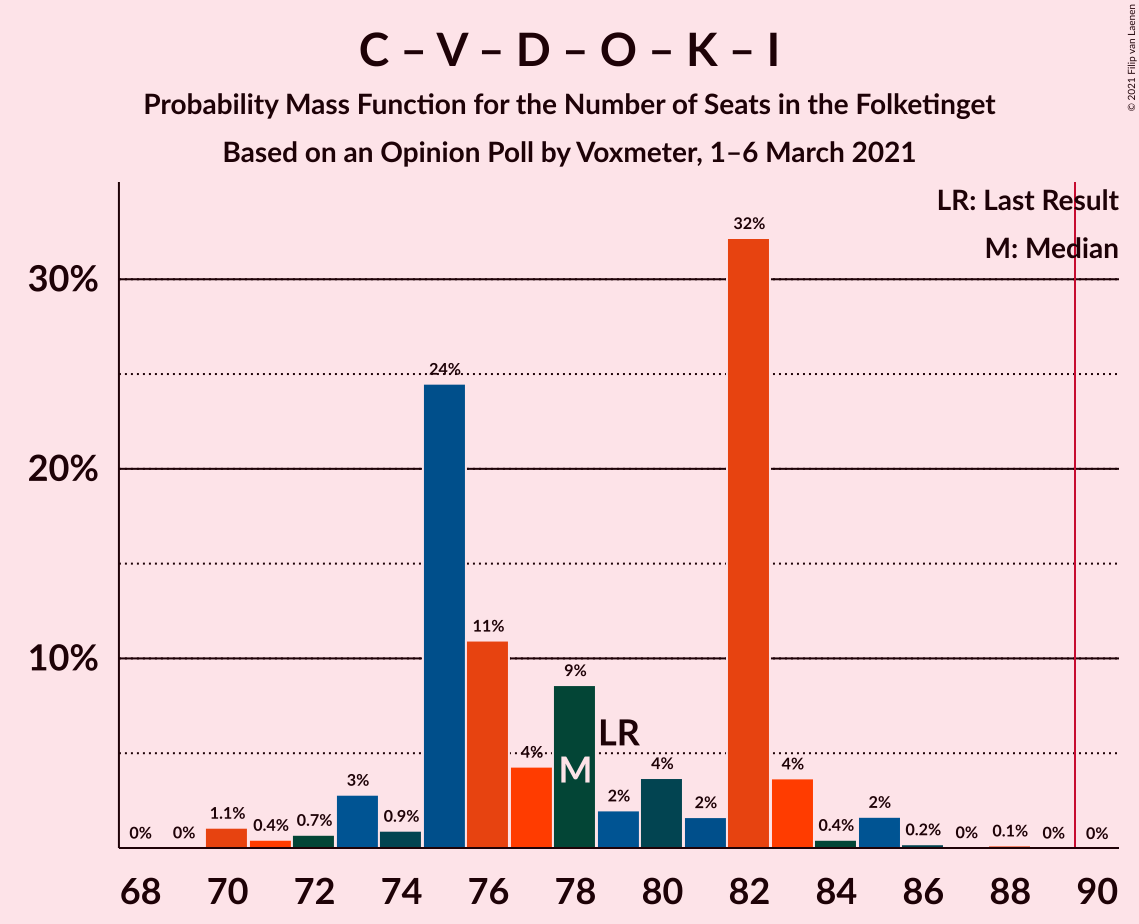 C – V – D – O – K – I
Probability Mass Function for the Number of Seats in the Folketinget
Based on an Opinion Poll by Voxmeter, 1–6 March 2021
© 2021 Filip van Laenen
LR: Last Result
M: Median
30%
20%
10%
0%
0%
1.1%
0.4%
0.7%
3%
0.9%
24%
11%
4%
9%
M
LR
2%
4%
2%
32%
4%
0.4%
2%
0.2%
0%
0.1%
0%
0%
68 70 72 74 76 78 80 82 84 86 88 90